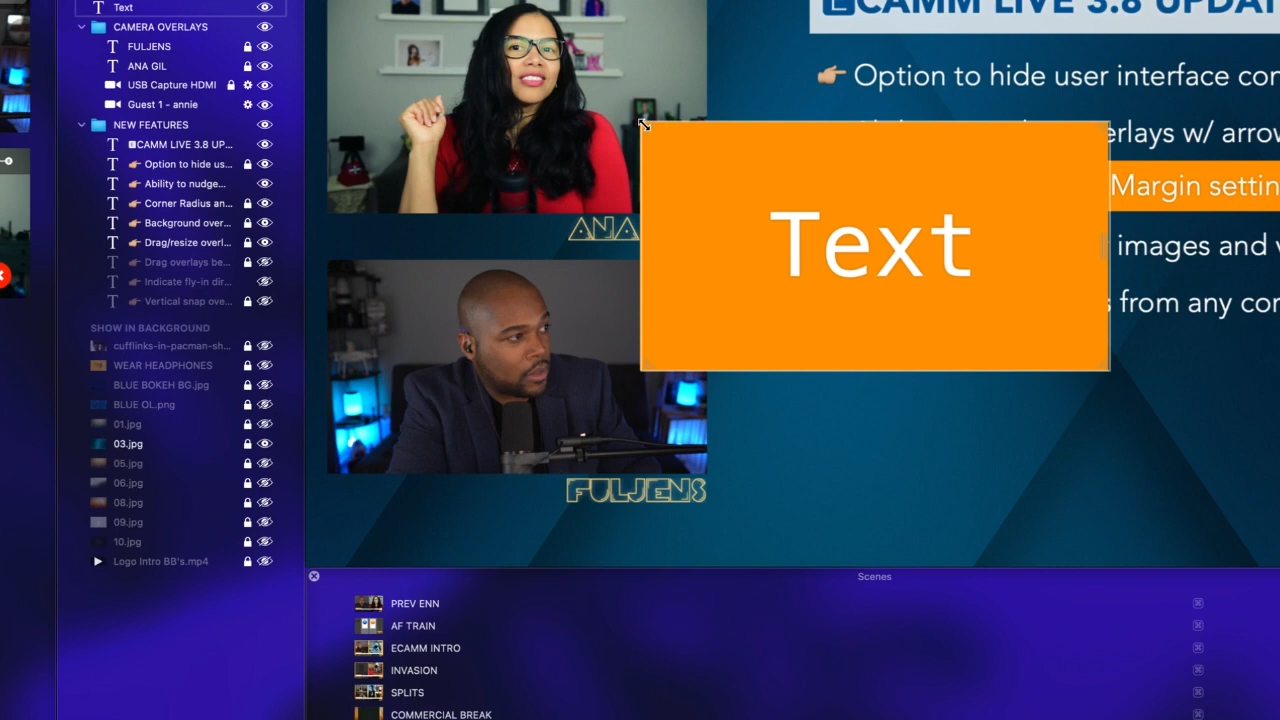 Text
CAMERA OVERLAYS
FULJENS
ANA GIL
USB Capture HDMI
Guest 1 - annie
NEW FEATURES
CAMM LIVE 3.8 UP...
Option to hide us...
Ability to nudge...
Corner Radius an...
Background over...
Drag/resize overl...
Drag overlays be...
Indicate fly-in dir...
Vertical snap ove...
SHOW IN BACKGROUND
cufflinks-in-pacman-sh...
WEAR HEADPHONES
BLUE BOKEH BG.jpg
BLUE OL.png
01.jpg
03.jpg
05.jpg
06.jpg
08.jpg
09.jpg
10.jpg
Logo Intro BB's.mp4
CAMM LIVE 3.8 UPDAT
Option to hide user interface con
erlays w/ arrow
Margin settin
images and v
s from any con
Text
ANA
FULJENS
Scenes
PREV ENN
AF TRAIN
ECAMM INTRO
INVASION
SPLITS
COMMERCIAL BREAK